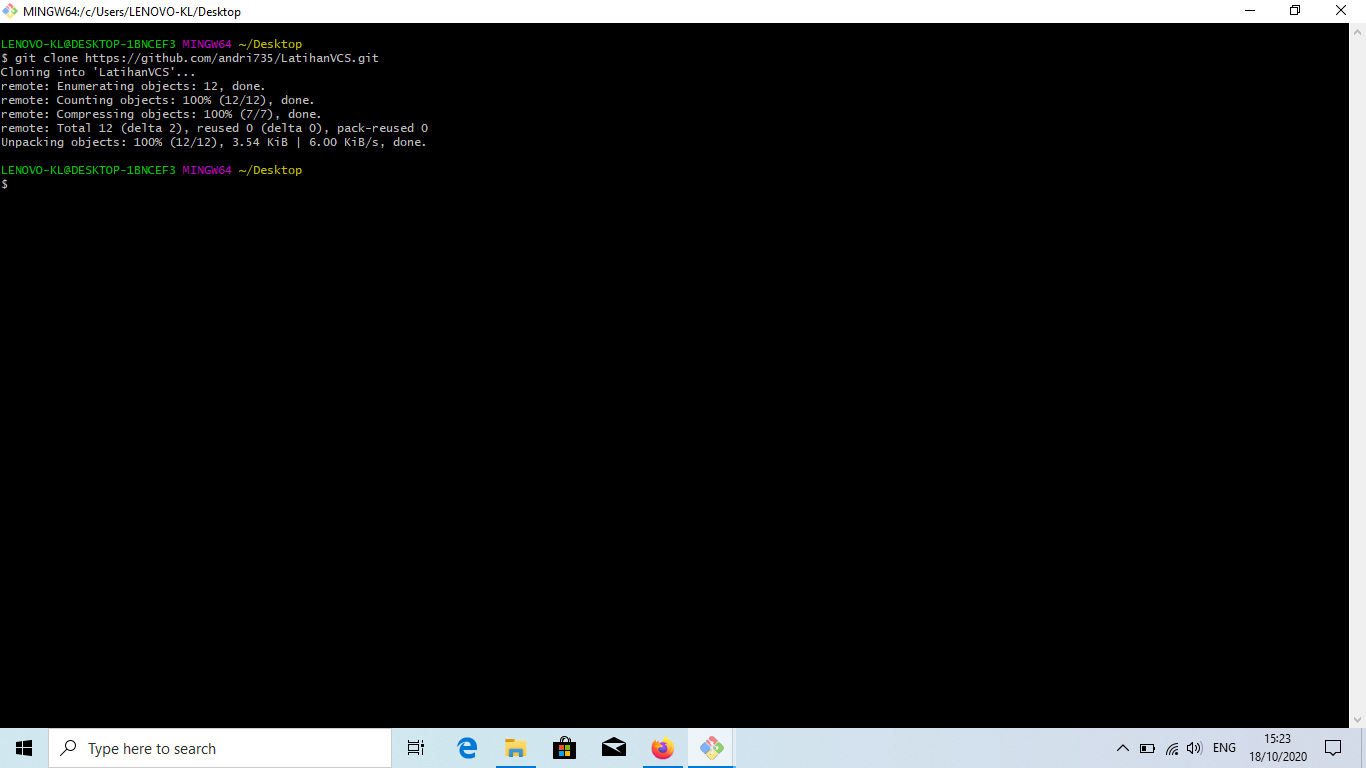 MINGW64:/c/Users/LENOVO-KL/Desktop
LENOVO-KL@DESKTOP-1BNCEF3 MINGW64 ~/Desktop
$ git clone https://github.com/andri735/LatihanVCS.git
Cloning into 'LatihanVCS'...
remote: Enumerating objects: 12, done.
remote: Counting objects: 100% (12/12), done.
remote: Compressing objects: 100% (7/7), done.
remote: Total 12 (delta 2), reused 0 (delta 0), pack-reused 0
Unpacking objects: 100% (12/12), 3.54 KiB | 6.00 KiB/s, done.
LENOVO-KL@DESKTOP-1BNCEF3 MINGW64 ~/Desktop
$
Type here to search
ENG
15:23
18/10/2020